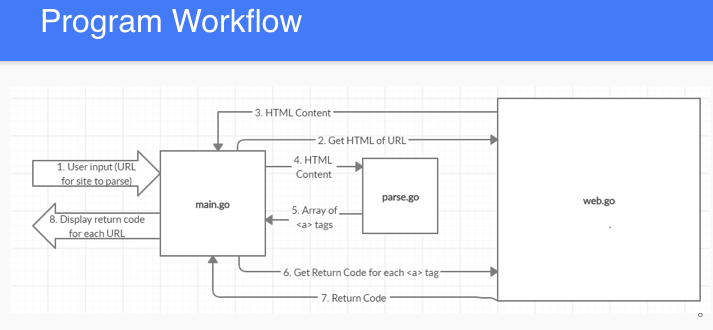 Program Workflow
3. HTML Content
2. Get HTML of URL
1. User input (URL
for site to parse)
4. HTML
Content
main.go
parse.go
web.go
5. Array of
<a> tags
8. Display return code
for each URL
6. Get Return Code for each <a> tag
7. Return Code